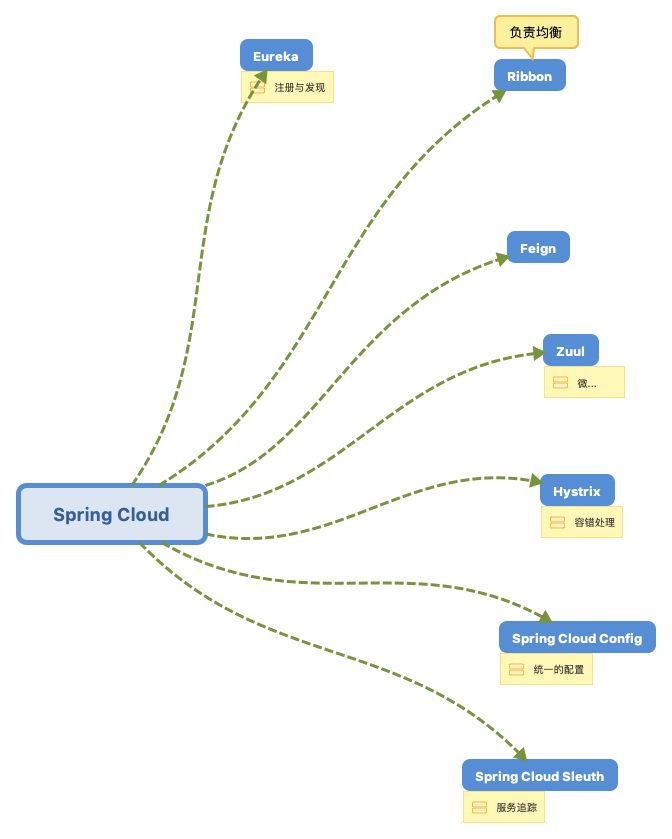 负责均衡
Eureka
Ribbon
注册与发现
Feign
Zuul
微...
Hystrix
Spring Cloud
容错处理
Spring Cloud Config
统一的配置
Spring Cloud Sleuth
服务追踪